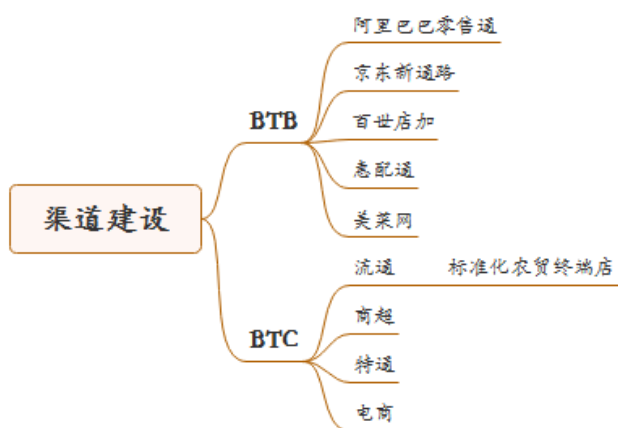 渠道建设
BTB
阿里巴巴零售通
京东新通路
百世店加
惠配通
美菜网
BTC
流通
标准化农贸终端店
商超
特通
电商